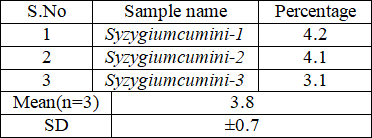 S.No Sample name Percentage
1 Syzygiumcumini-1 4.2
2 Syzygiumcumini-2 4.1
3 Syzygiumcumini-3 3.1
Mean(n=3) 3.8
SD ±0.7